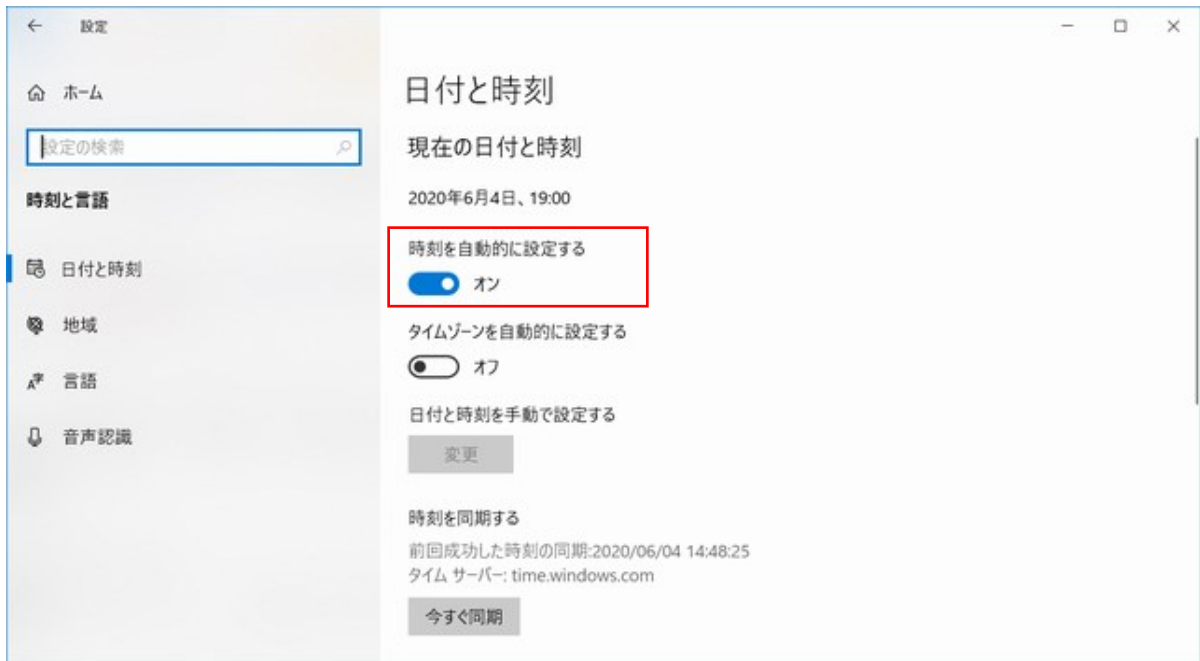 設定
ホーム
設定の検索
時刻と言語
日付と時刻
地域
言語
音声認識
日付と時刻
現在の日付と時刻
2020年6月4日、19:00
時刻を自動的に設定する
オン
タイムゾーンを自動的に設定する
オフ
日付と時刻を手動で設定する
変更
時刻を同期する
前回成功した時刻の同期:2020/06/04 14:48:25
タイム サーバー: time.windows.com
今すぐ同期